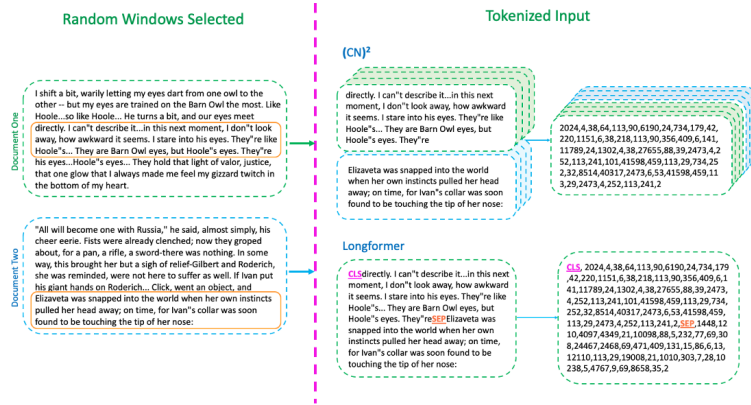 Random Windows Selected
Document One
I shift a bit, warily letting my eyes dart from one owl to the
other -- but my eyes are trained on the Barn Owl the most. Like
Hoole...so like Hoole... He turns a bit, and our eyes meet
directly. I can"t describe it...in this next moment, I don"t look
away, how awkward it seems. I stare into his eyes. They"re like
Hoole"s... They are Barn Owl eyes, but Hoole"s eyes. They"re
his eyes...Hoole"s eyes... They hold that light of valor, justice,
that one glow that I always made me feel my gizzard twitch in
the bottom of my heart.
Document Two
"All will become one with Russia," he said, almost simply, his
cheer eerie. Fists were already clenched; now they groped
about, for a pan, a rifle, a sword-there was nothing. In some
way, this brought her but a sigh of relief-Gilbert and Roderich,
she was reminded, were not here to suffer as well. If Ivan put
his giant hands on Roderich... Click, went an object, and
Elizaveta was snapped into the world when her own instincts
pulled her head away; on time, for Ivan"s collar was soon
found to be touching the tip of her nose:
Tokenized Input
(CN)²
directly. I can"t describe it...in this next
moment, I don"t look away, how awkward
it seems. I stare into his eyes. They"re like
Hoole"s... They are Barn Owl eyes, but
Hoole"s eyes. They"re
Elizaveta was snapped into the world
when her own instincts pulled her head
away; on time, for Ivan"s collar was soon
found to be touching the tip of her nose:
2024,4,38,64,113,90,6190,24,734,179,42,
220,1151,6,38,218,113,90,356,409,6,141,
11789,24,1302,4,38,27655,88,39,2473,4,2
52,113,241,101,41598,459,113,29,734,25
2,32,8514,40317,2473,6,53,41598,459,11
3,29,2473,4,252,113,241,2
Longformer
CLSdirectly. I can"t describe it...in this next
moment, I don"t look away, how awkward
it seems. I stare into his eyes. They"re like
Hoole"s... They are Barn Owl eyes, but
Hoole"s eyes. They"reSEPElizaveta was
snapped into the world when her own
instincts pulled her head away; on time,
for Ivan"s collar was soon found to be
touching the tip of her nose:
CLS, 2024,4,38,64,113,90,6190,24,734,179
,42,220,1151,6,38,218,113,90,356,409,6,1
41,11789,24,1302,4,38,27655,88,39,2473,
4,252,113,241,101,41598,459,113,29,734,
252,32,8514,40317,2473,6,53,41598,459,
113,29,2473,4,252,113,241,2,SEP,1448,12
110,4097,4349,21,10098,88,5,232,77,69,30
8,24467,2468,69,471,409,131,15,86,6,13,
12110,113,29,19008,21,1010,303,7,28,10
238,5,4767,9,69,8658,35,2